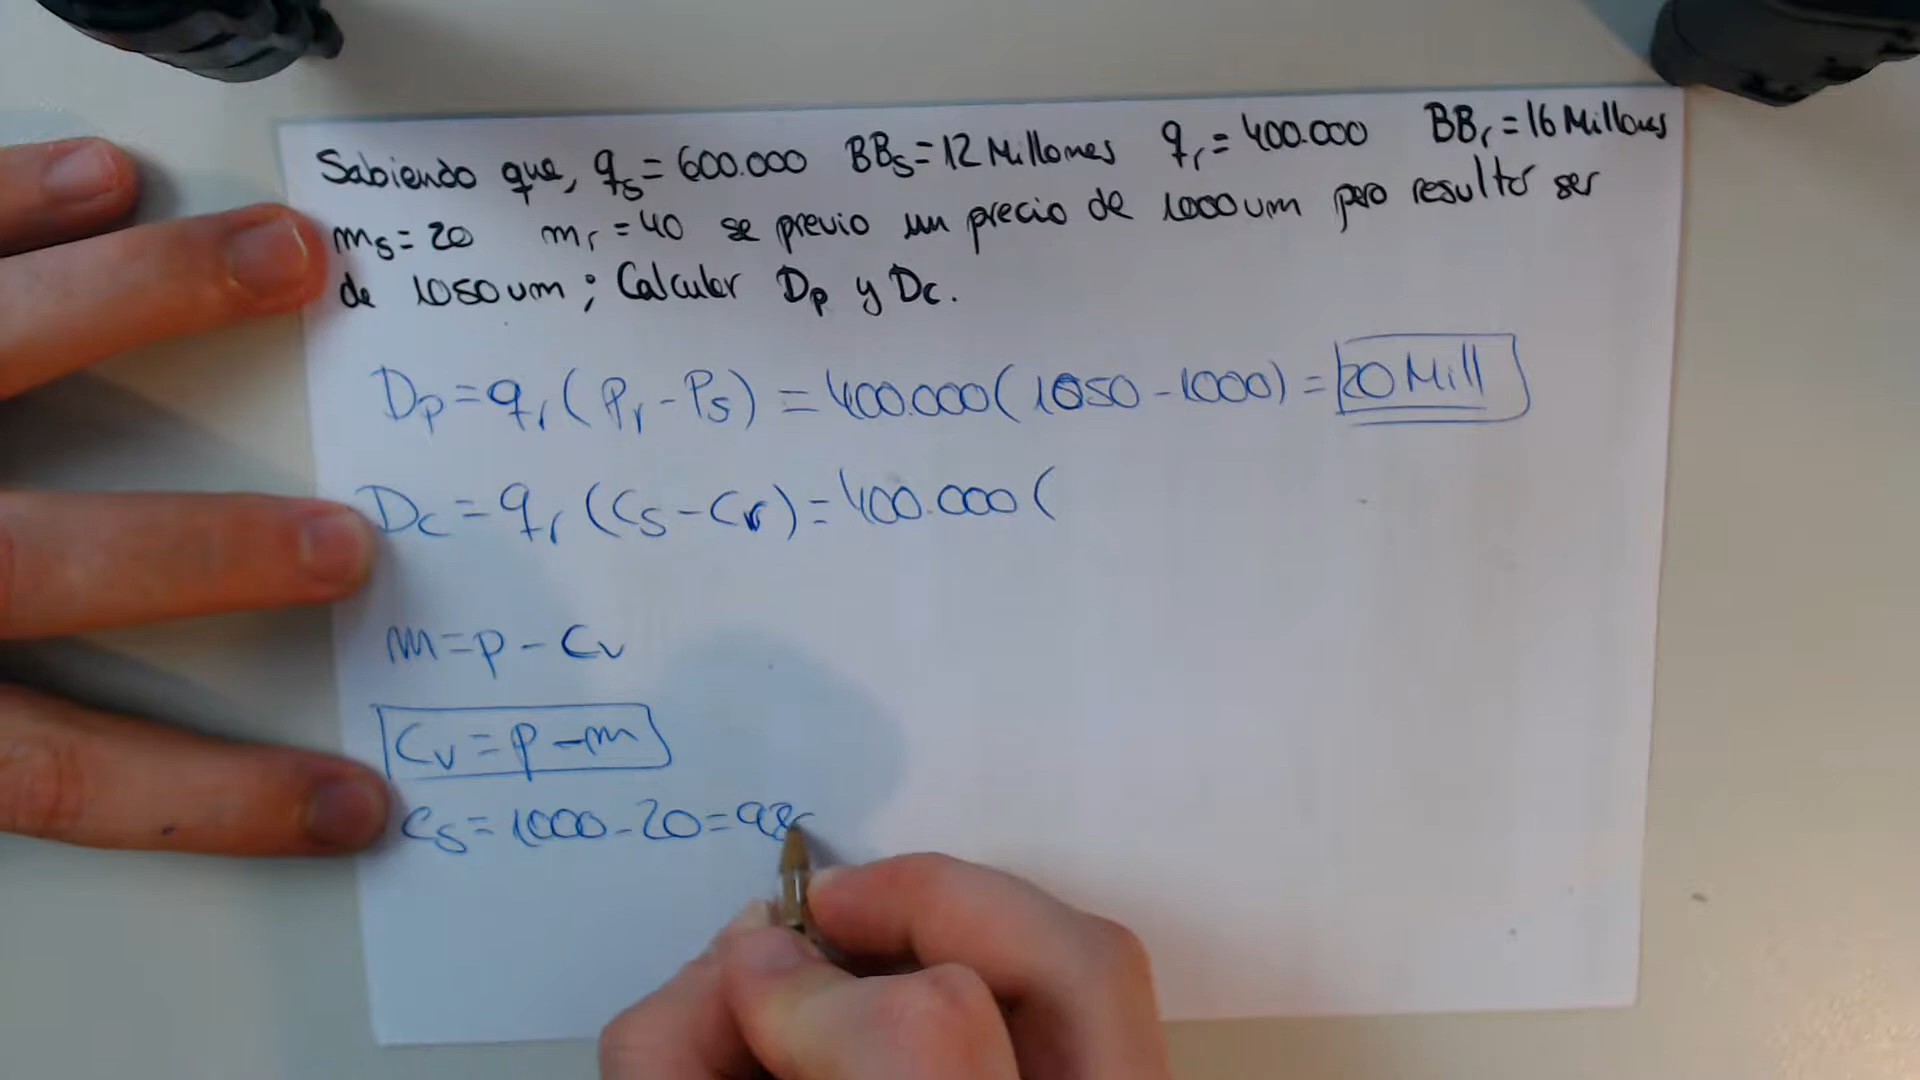 Sabiendo que, qs = 600.000 BBs = 12 Millones qr = 400.000 BBr = 16 Millones
ms = 20 mr = 40 se previo un precio de 1000 um pero resultó ser
de 1050 um ; Calcular Dp y Dc.
Dp = qr (Pr - Ps) = 400.000 (1050 - 1000) = 20 Mill
Dc = qr (Cs - Cr) = 400.000 (
m = p - Cv
Cv = p - m
Cs = 1000 - 20 = 98